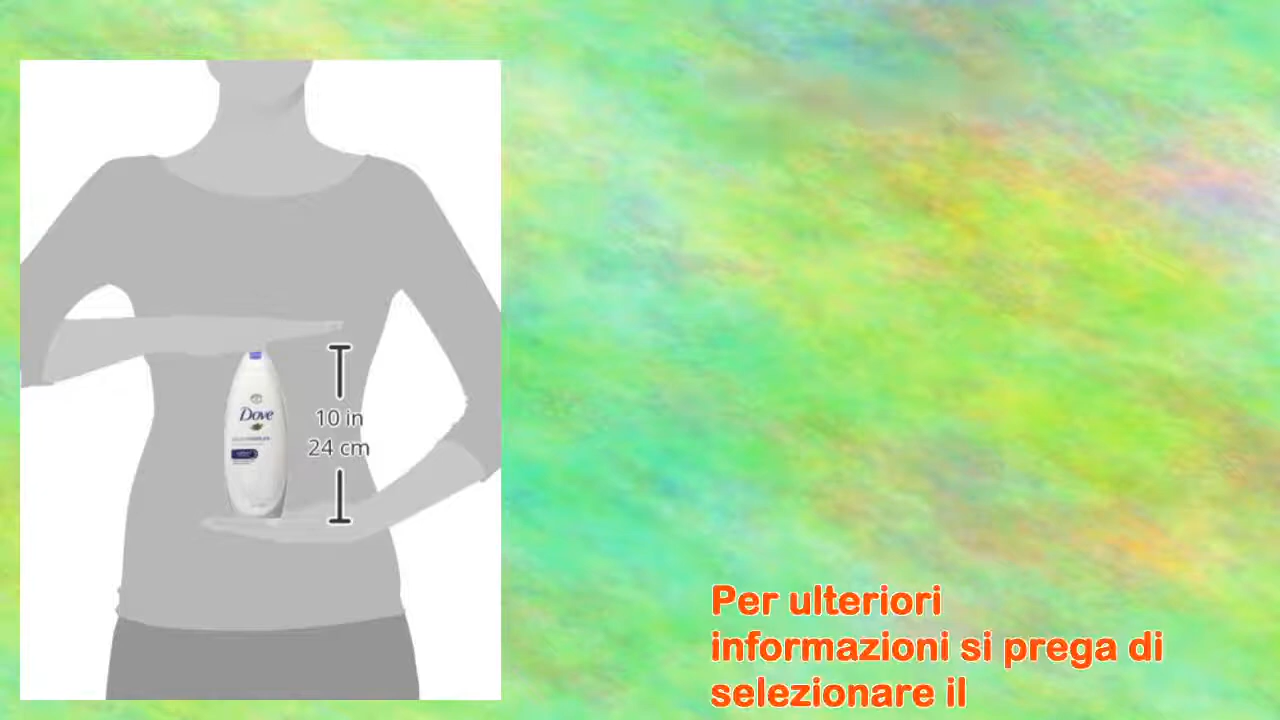 Dove
10 in
24 cm
Per ulteriori
informazioni si prega di
selezionare il